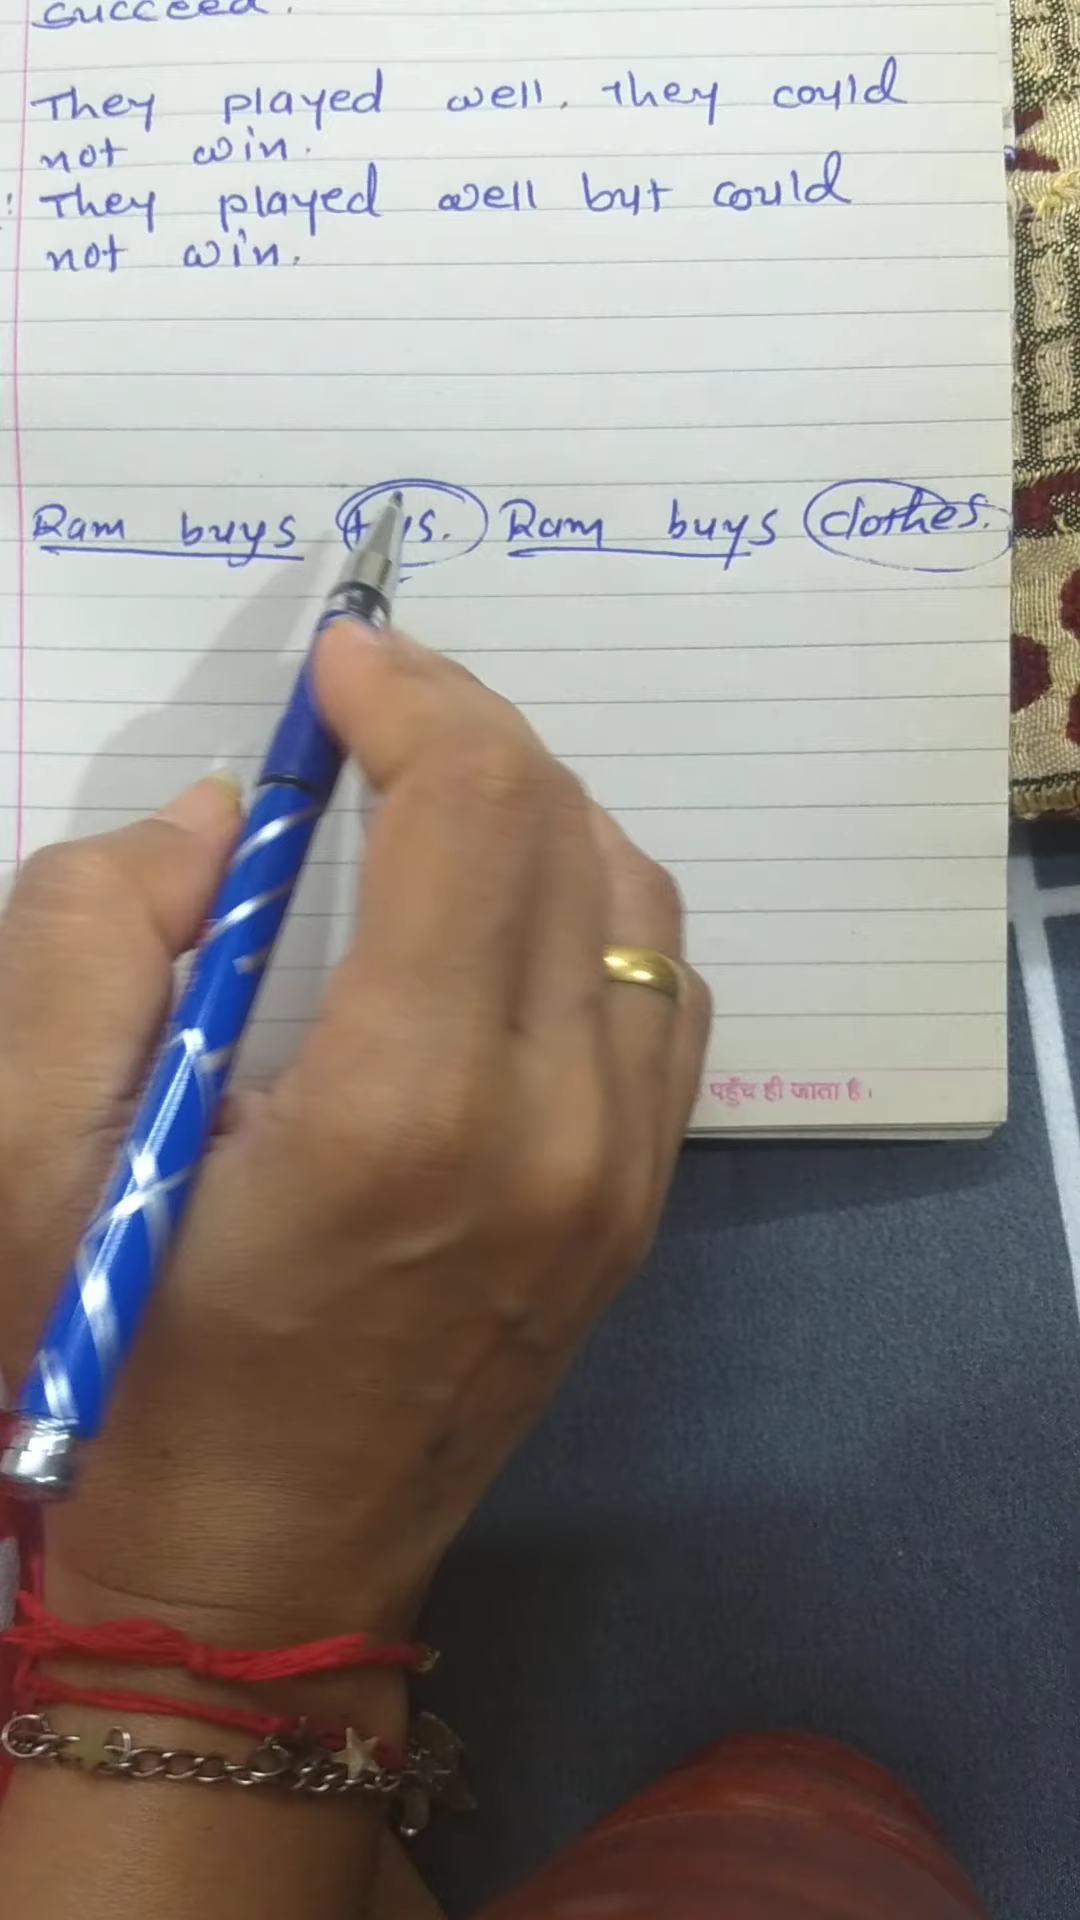 succeed.
They played well. They could
not win.
: They played well but could
not win.
Ram buys Ram buys clothes.
पहुँच ही जाता है।